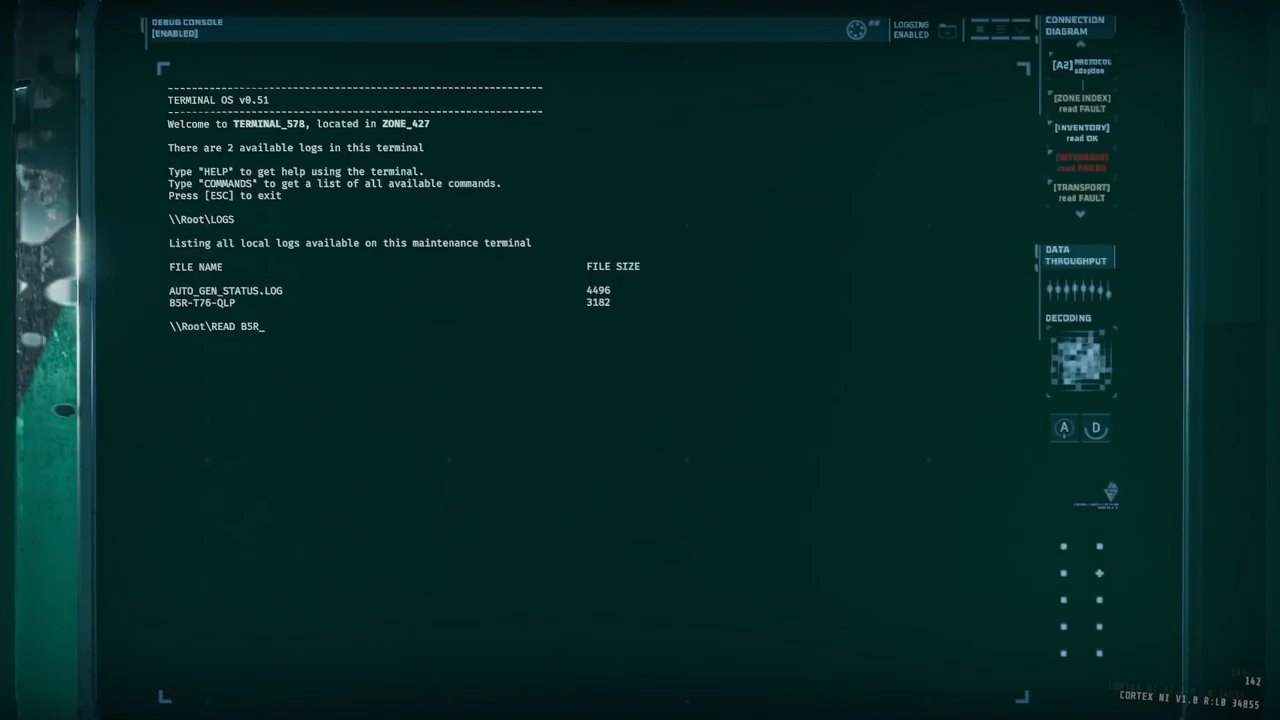 DEBUG CONSOLE
[ENABLED]
LOGGING
ENABLED
------------------------------------------------------------
TERMINAL OS v0.51
------------------------------------------------------------
Welcome to TERMINAL_578, located in ZONE_427
There are 2 available logs in this terminal
Type "HELP" to get help using the terminal.
Type "COMMANDS" to get a list of all available commands.
Press [ESC] to exit
\\Root\LOGS
Listing all local logs available on this maintenance terminal
FILE NAME FILE SIZE
AUTO_GEN_STATUS.LOG 4496
B5R-T76-QLP 3182
\\Root\READ B5R_
CONNECTION
DIAGRAM
[A2] PROTOCOL
adaption
[ZONE INDEX]
read FAULT
[INVENTORY]
read OK
read FAILED
[TRANSPORT]
read FAULT
DATA
THROUGHPUT
DECODING
A D
142
CORTEX NI V1.0 R:L0 34855